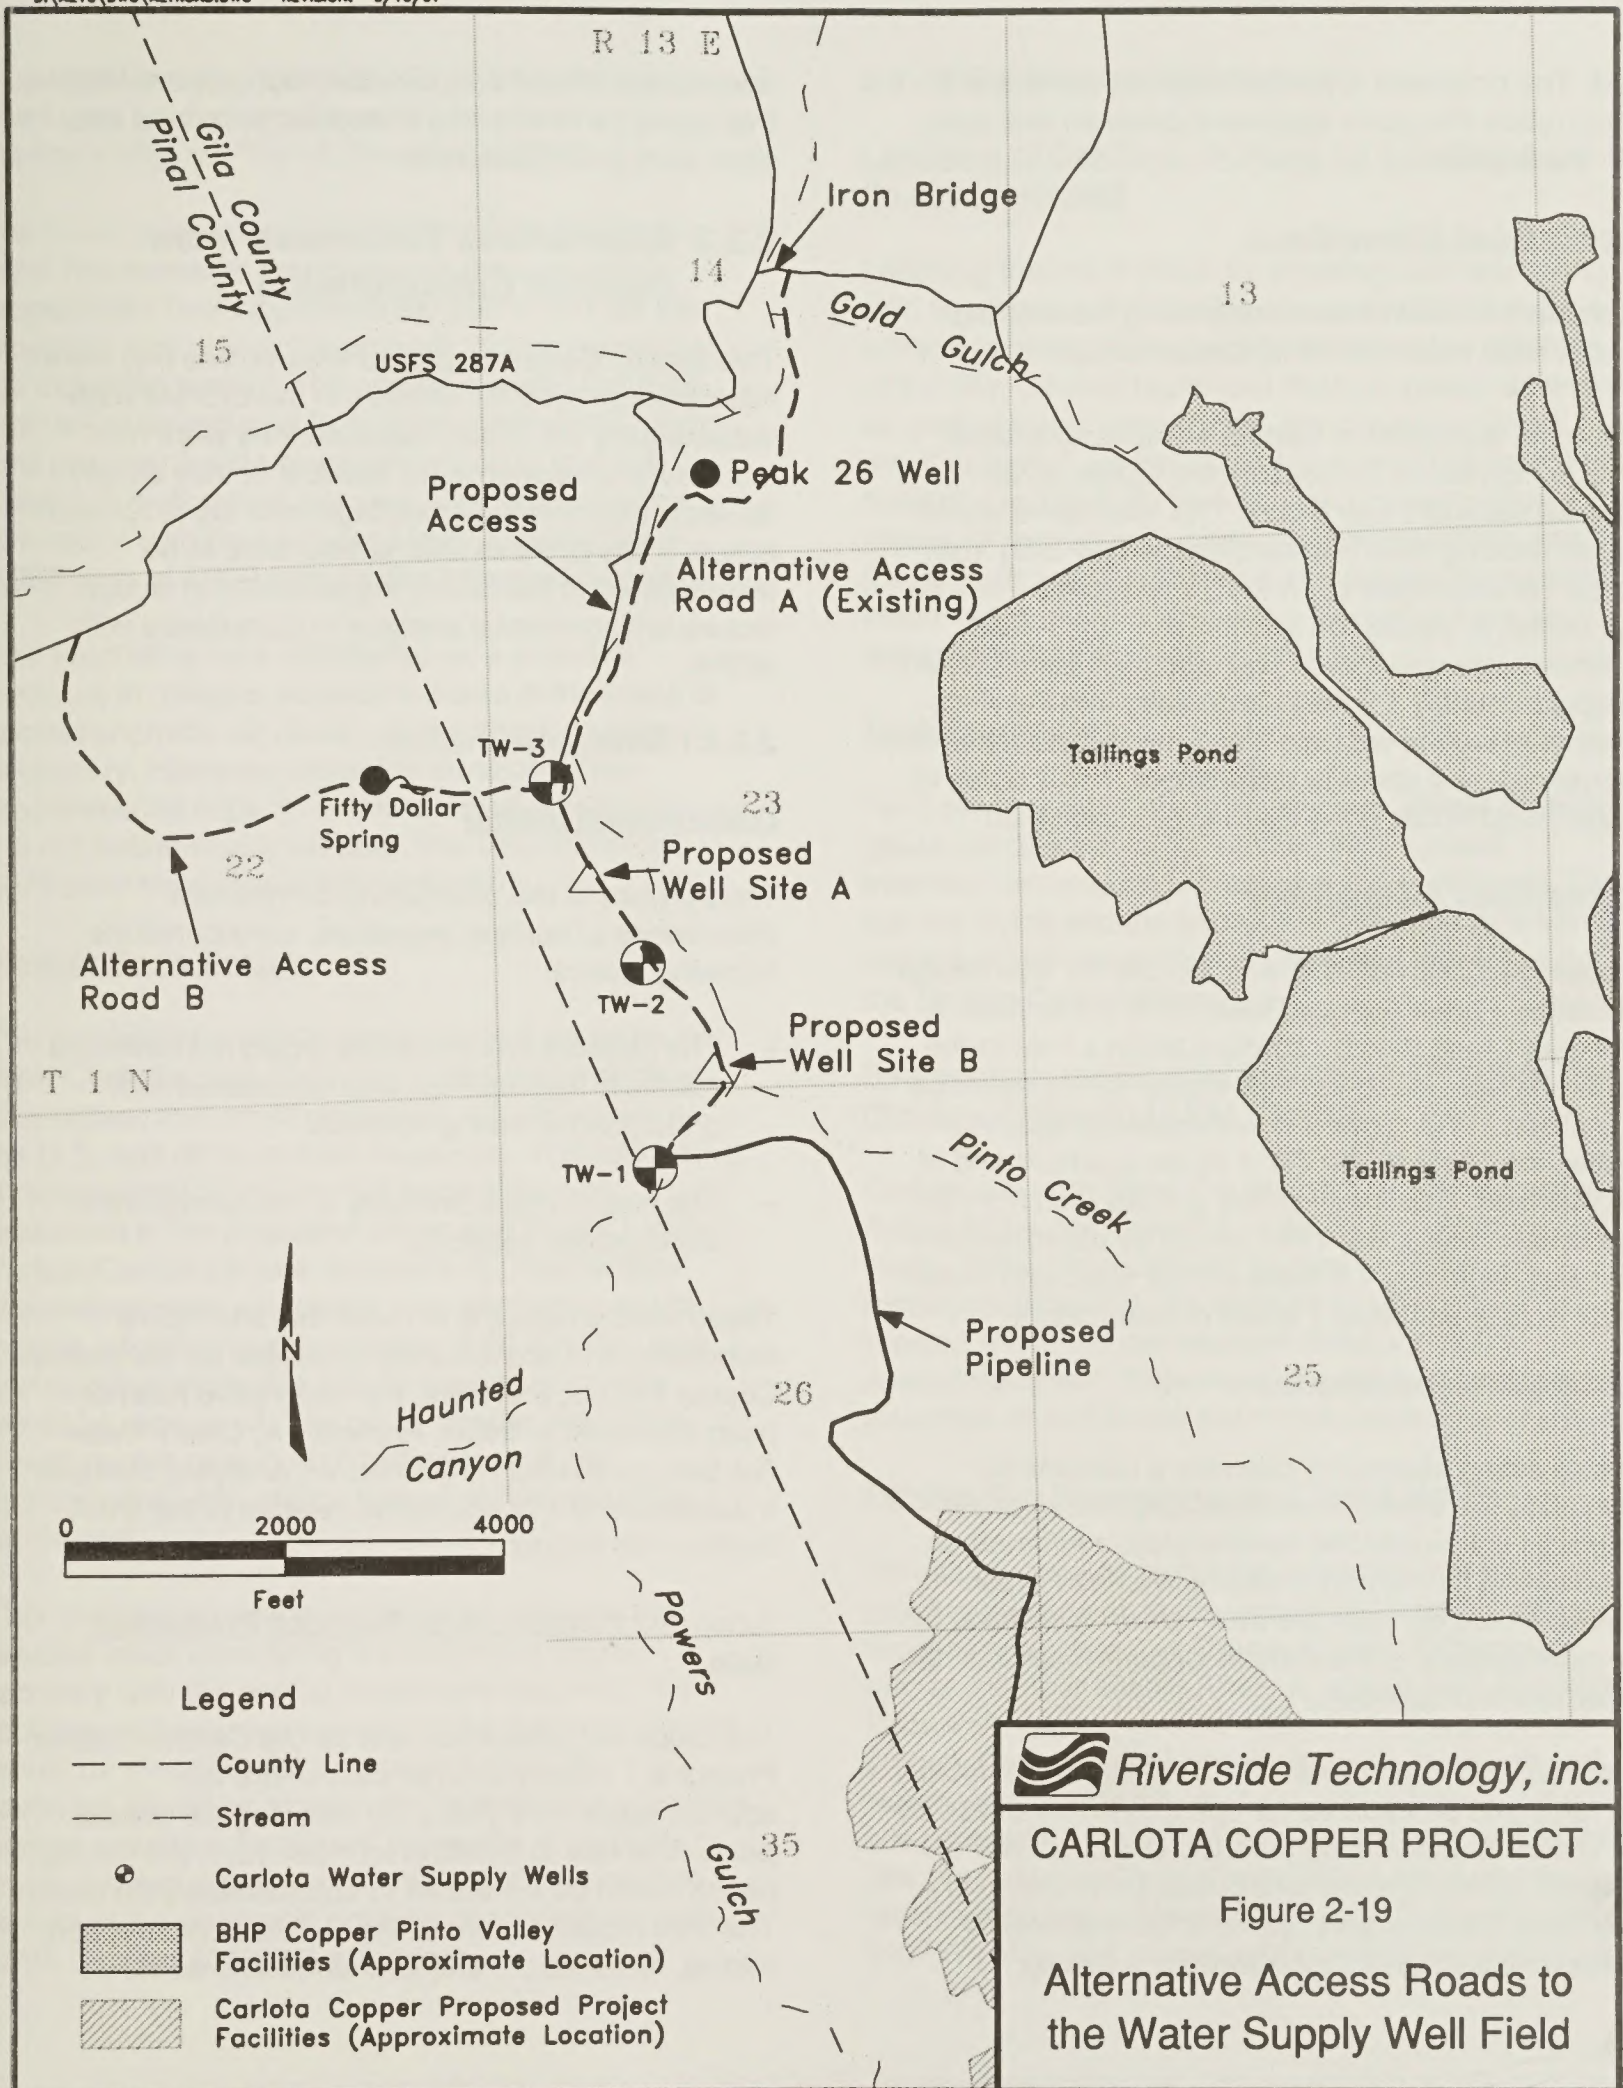 R 13 E
Gila County
Pinal County
Iron Bridge
14
13
Gold
Gulch
15
USFS 287A
Peak 26 Well
Proposed
Access
Alternative Access
Road A (Existing)
Tailings Pond
TW-3
23
Fifty Dollar
Spring
22
Proposed
Well Site A
Alternative Access
Road B
TW-2
Proposed
Well Site B
T 1 N
Pinto Creek
TW-1
Tailings Pond
N
Proposed
Pipeline
26
25
Haunted
Canyon
0 2000 4000
Feet
Powers
Gulch
35
Legend
County Line
Stream
Carlota Water Supply Wells
BHP Copper Pinto Valley
Facilities (Approximate Location)
Carlota Copper Proposed Project
Facilities (Approximate Location)
Riverside Technology, inc.
CARLOTA COPPER PROJECT
Figure 2-19
Alternative Access Roads to
the Water Supply Well Field